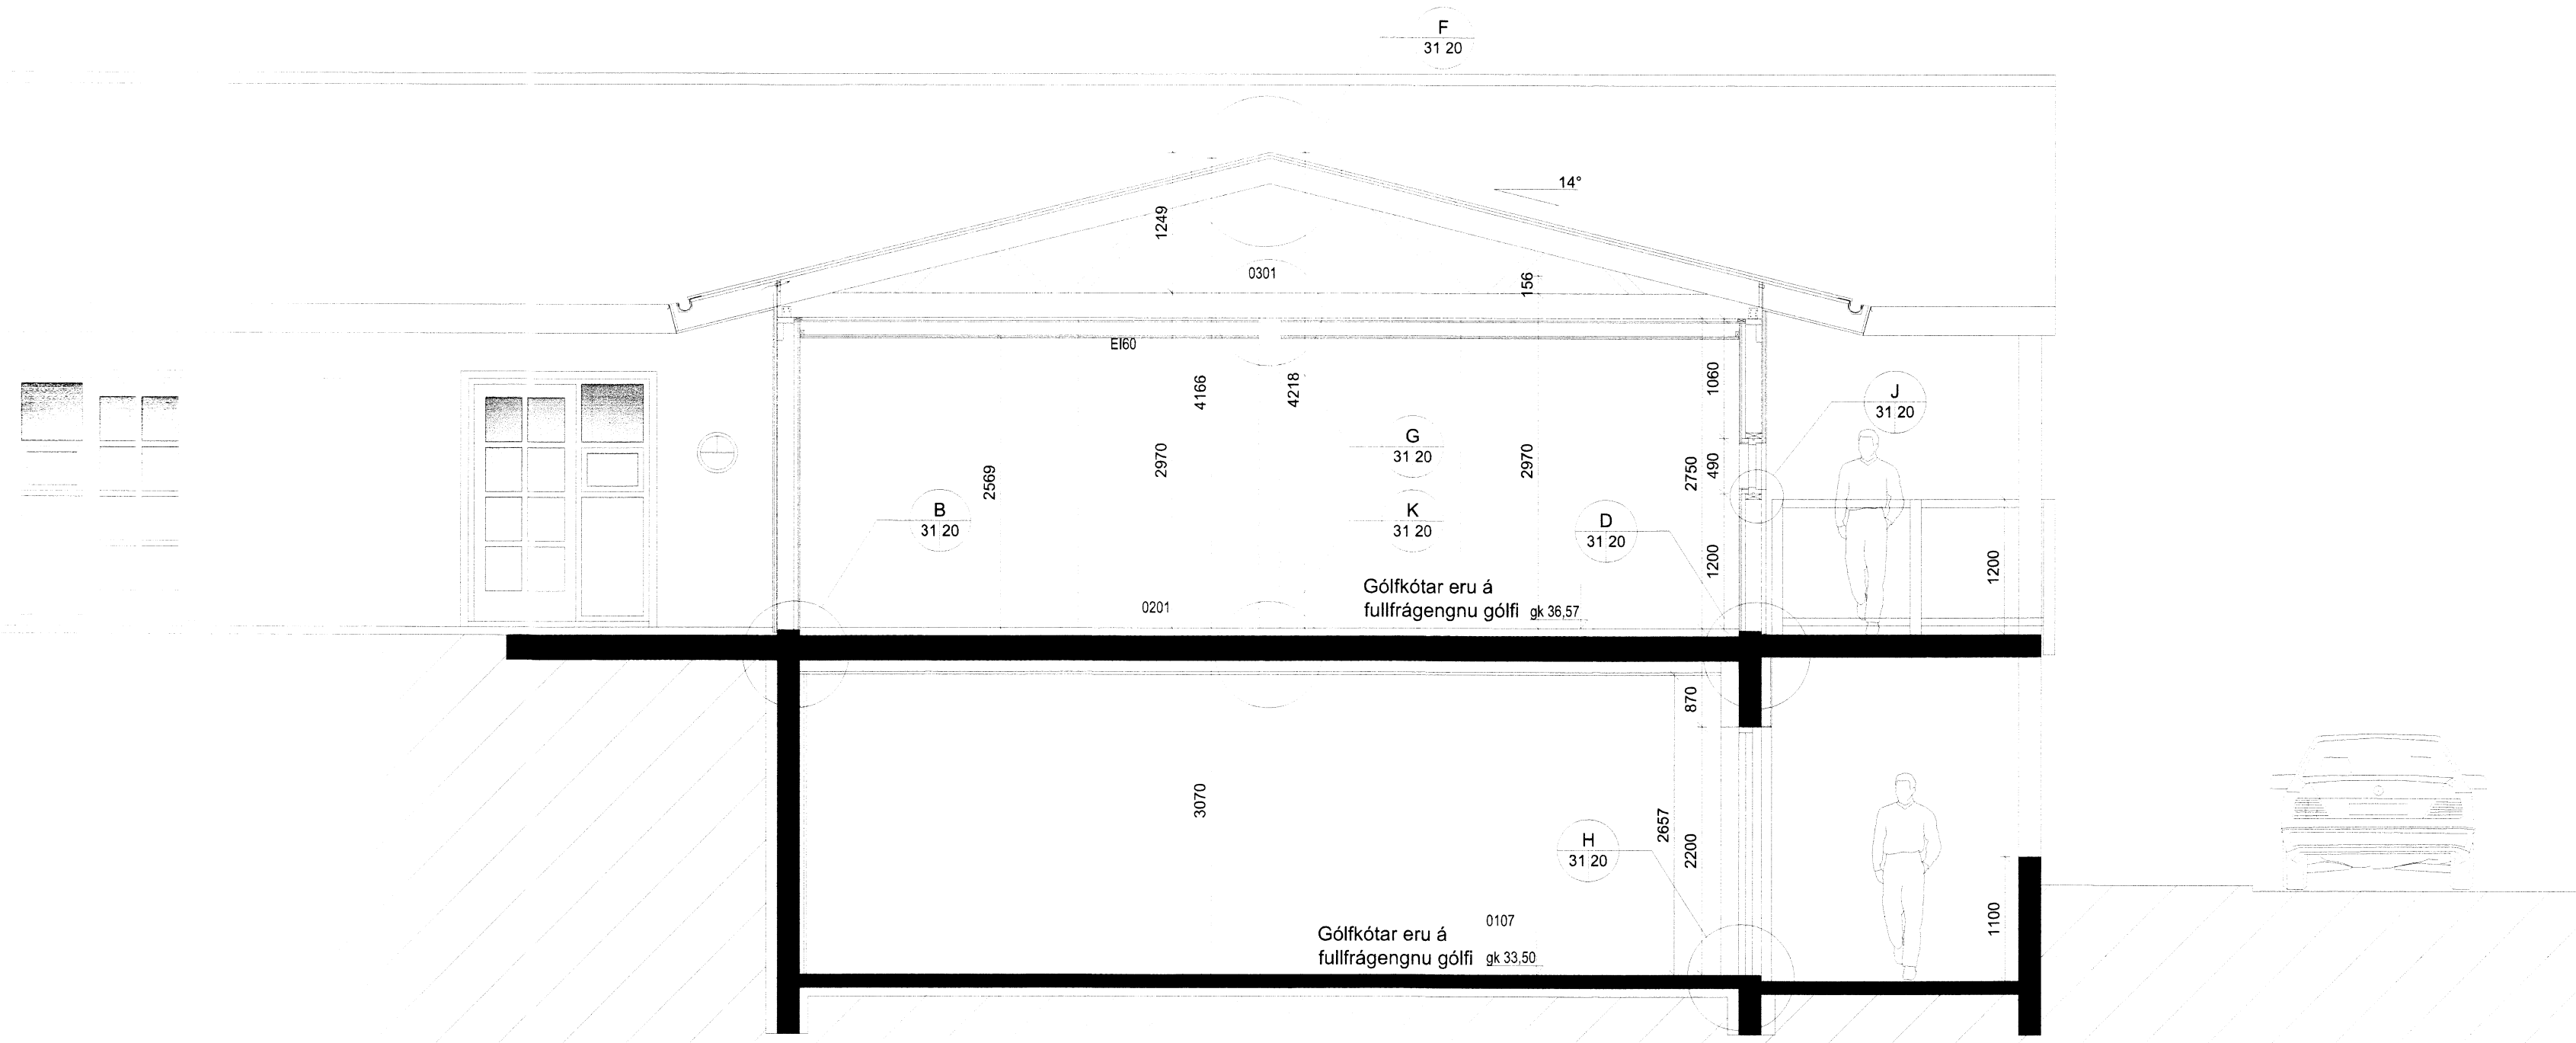 F
31 20
14°
1249
0301
156
EI60
4166
4218
1060
J
31 20
G
31 20
2569
2970
2970
2750
490
B
31 20
K
31 20
D
31 20
1200
1200
Gólfkótar eru á
fullfrágengnu gólfi gk 36,57
0201
870
3070
2657
H
31 20
2200
0107
1100
Gólfkótar eru á
fullfrágengnu gólfi gk 33,50